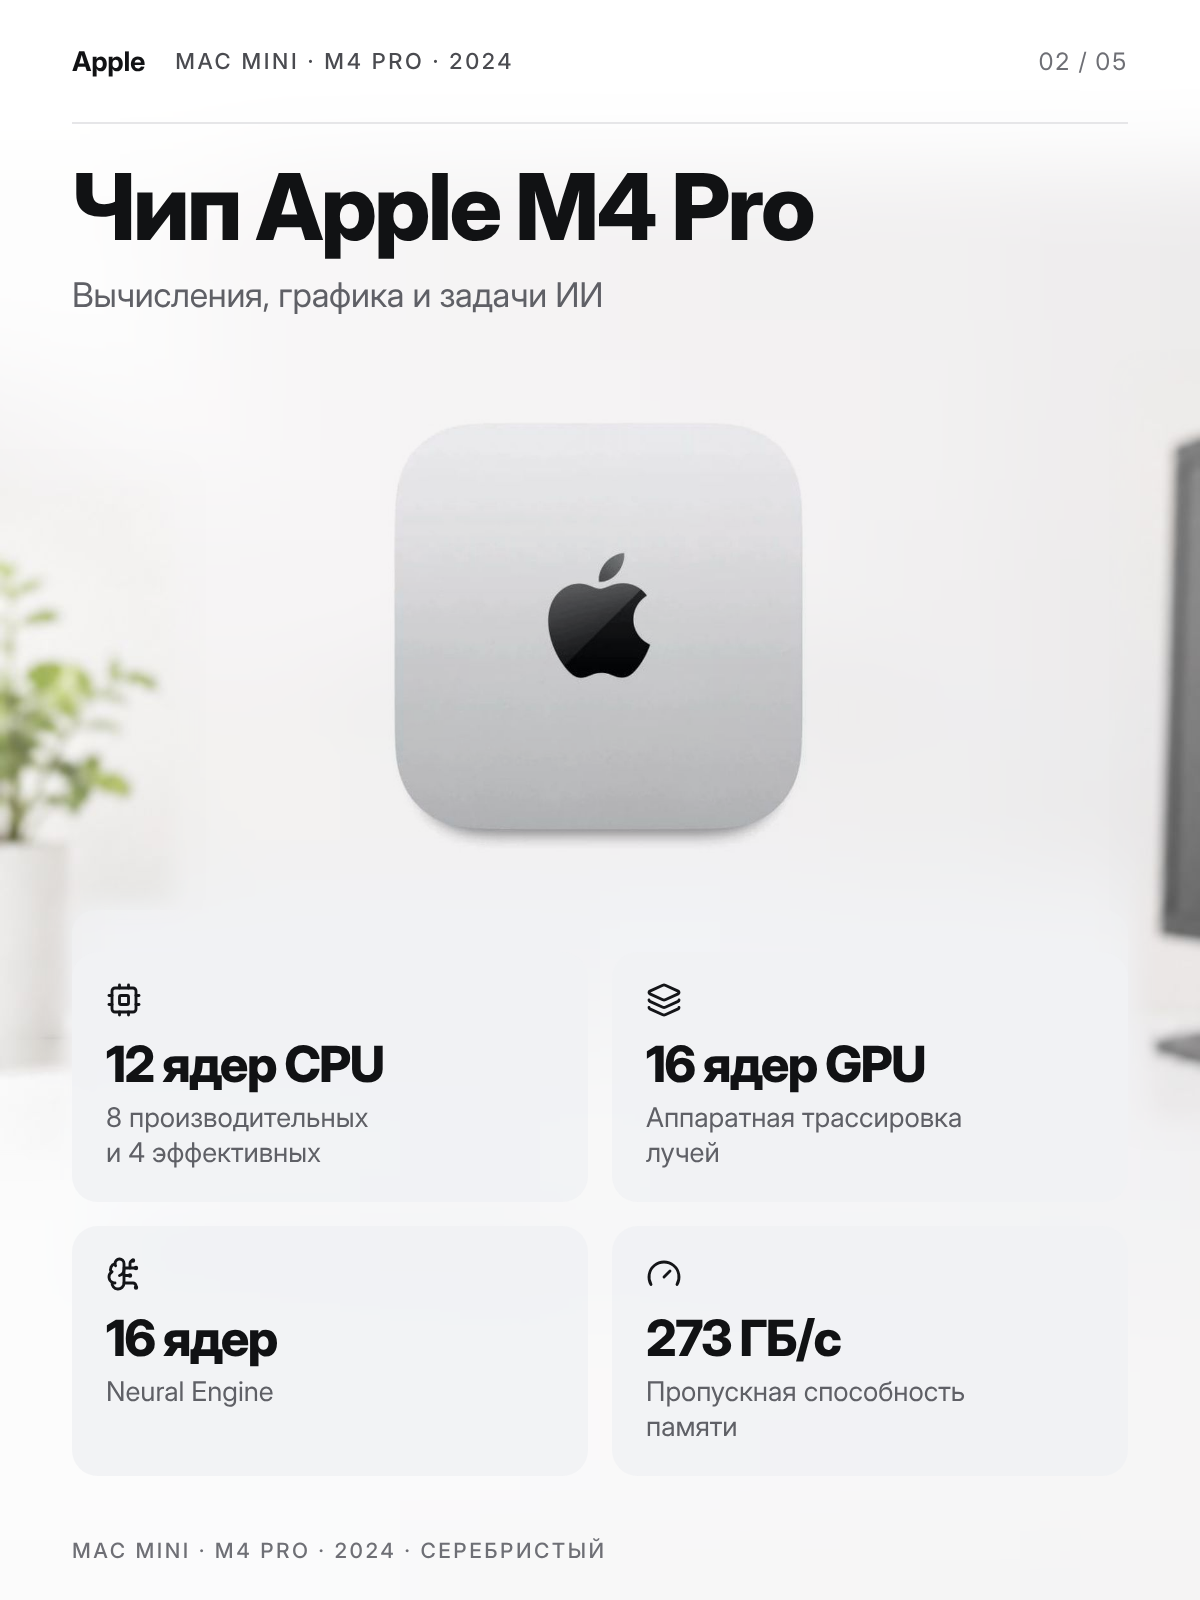 Apple MAC MINI · M4 PRO · 2024 02 / 05
Чип Apple M4 Pro
Вычисления, графика и задачи ИИ
12 ядер CPU
8 производительных
и 4 эффективных
16 ядер GPU
Аппаратная трассировка
лучей
16 ядер
Neural Engine
273 ГБ/с
Пропускная способность
памяти
MAC MINI · M4 PRO · 2024 · СЕРЕБРИСТЫЙ